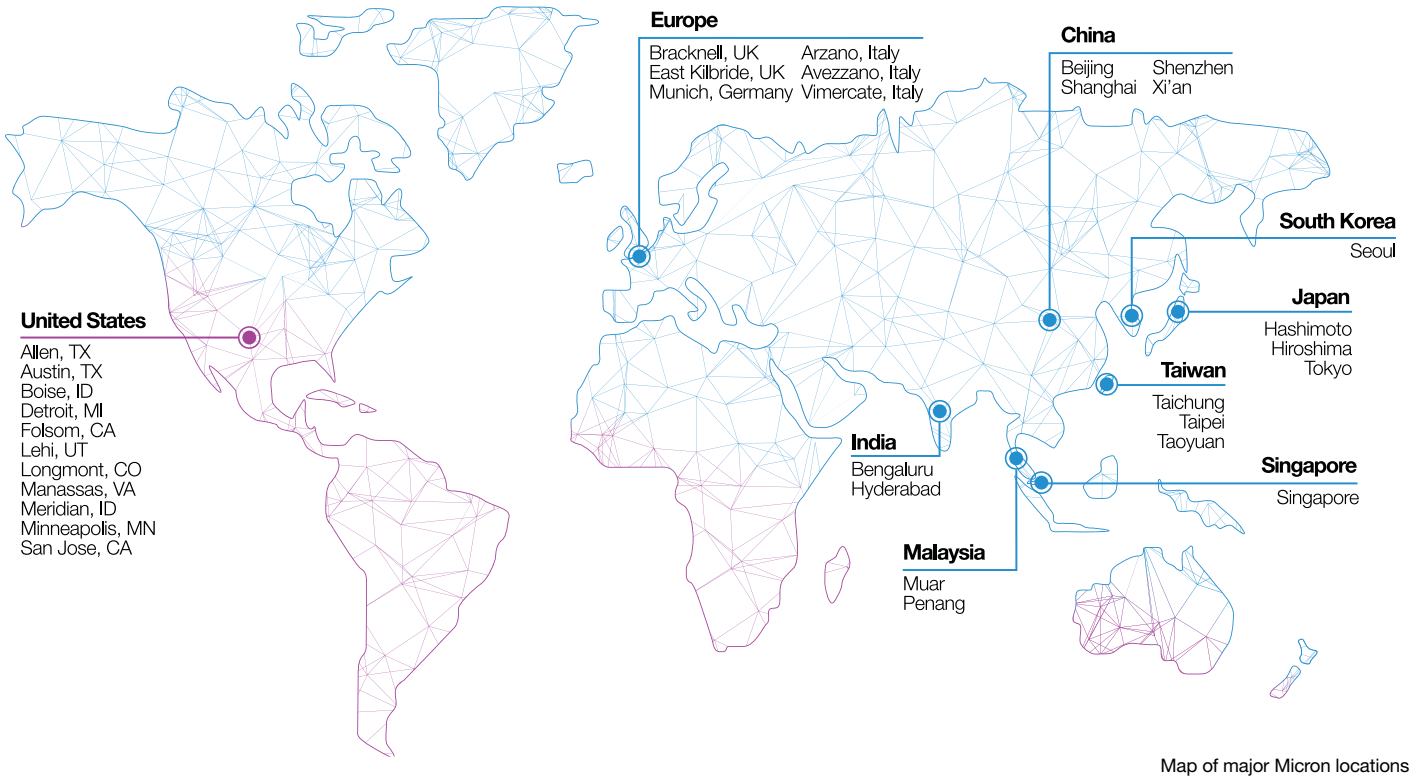 Europe
Bracknell, UK Arzano, Italy
East Kilbride, UK Avezzano, Italy
Munich, Germany Vimercate, Italy
China
Beijing Shenzhen
Shanghai Xi’an
South Korea
Seoul
Japan
Hashimoto
Hiroshima
Tokyo
United States
Allen, TX
Austin, TX
Boise, ID
Detroit, MI
Folsom, CA
Lehi, UT
Longmont, CO
Manassas, VA
Meridian, ID
Minneapolis, MN
San Jose, CA
Taiwan
Taichung
Taipei
Taoyuan
India
Bengaluru
Hyderabad
Singapore
Singapore
Malaysia
Muar
Penang
Map of major Micron locations